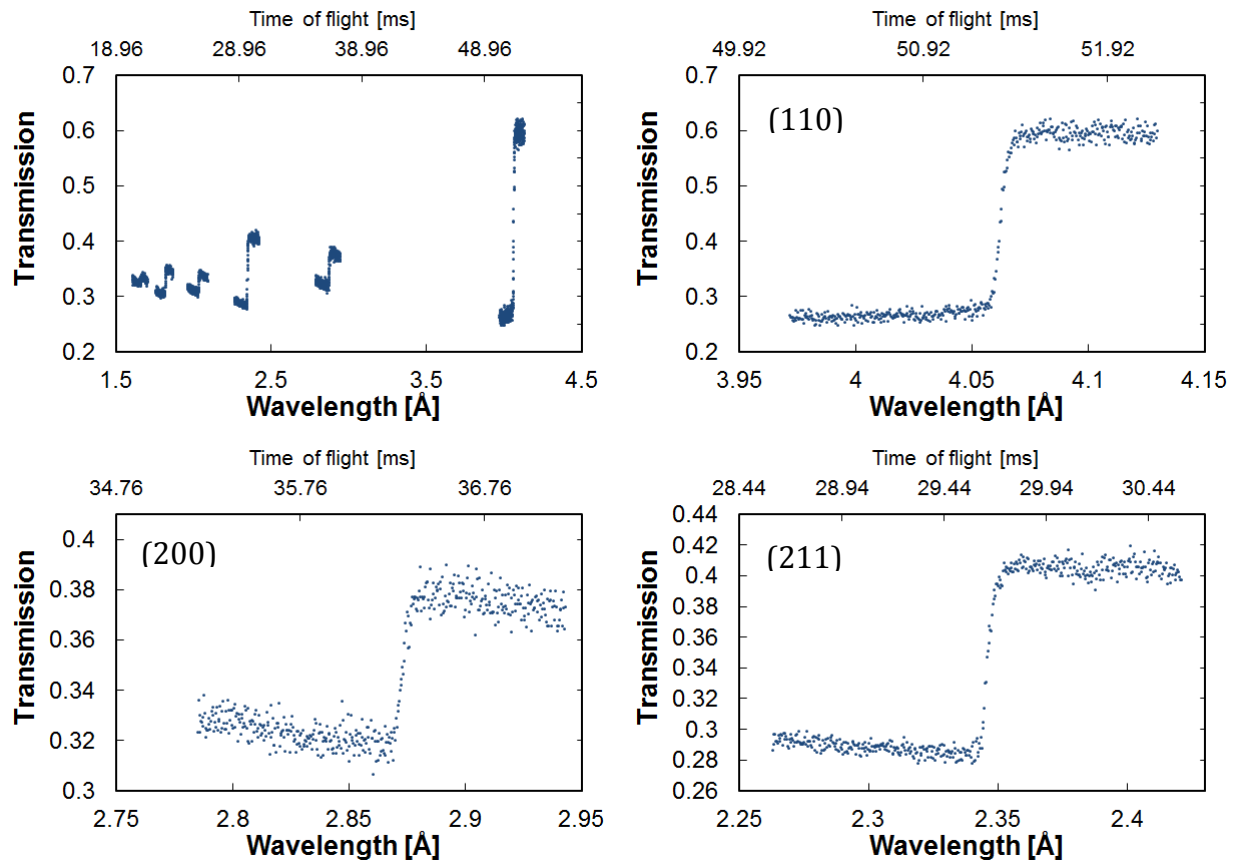 Time of flight [ms]
18.96 28.96 38.96 48.96
0.7
0.6
0.5
0.4
0.3
0.2
Transmission
1.5 2.5 3.5 4.5
Wavelength [Å]
Time of flight [ms]
49.92 50.92 51.92
0.7
0.6
0.5
0.4
0.3
0.2
Transmission
(110)
3.95 4 4.05 4.1 4.15
Wavelength [Å]
Time of flight [ms]
34.76 35.76 36.76
0.4
0.38
0.36
0.34
0.32
0.3
Transmission
(200)
2.75 2.8 2.85 2.9 2.95
Wavelength [Å]
Time of flight [ms]
28.44 28.94 29.44 29.94 30.44
0.44
0.42
0.4
0.38
0.36
0.34
0.32
0.3
0.28
0.26
Transmission
(211)
2.25 2.3 2.35 2.4
Wavelength [Å]